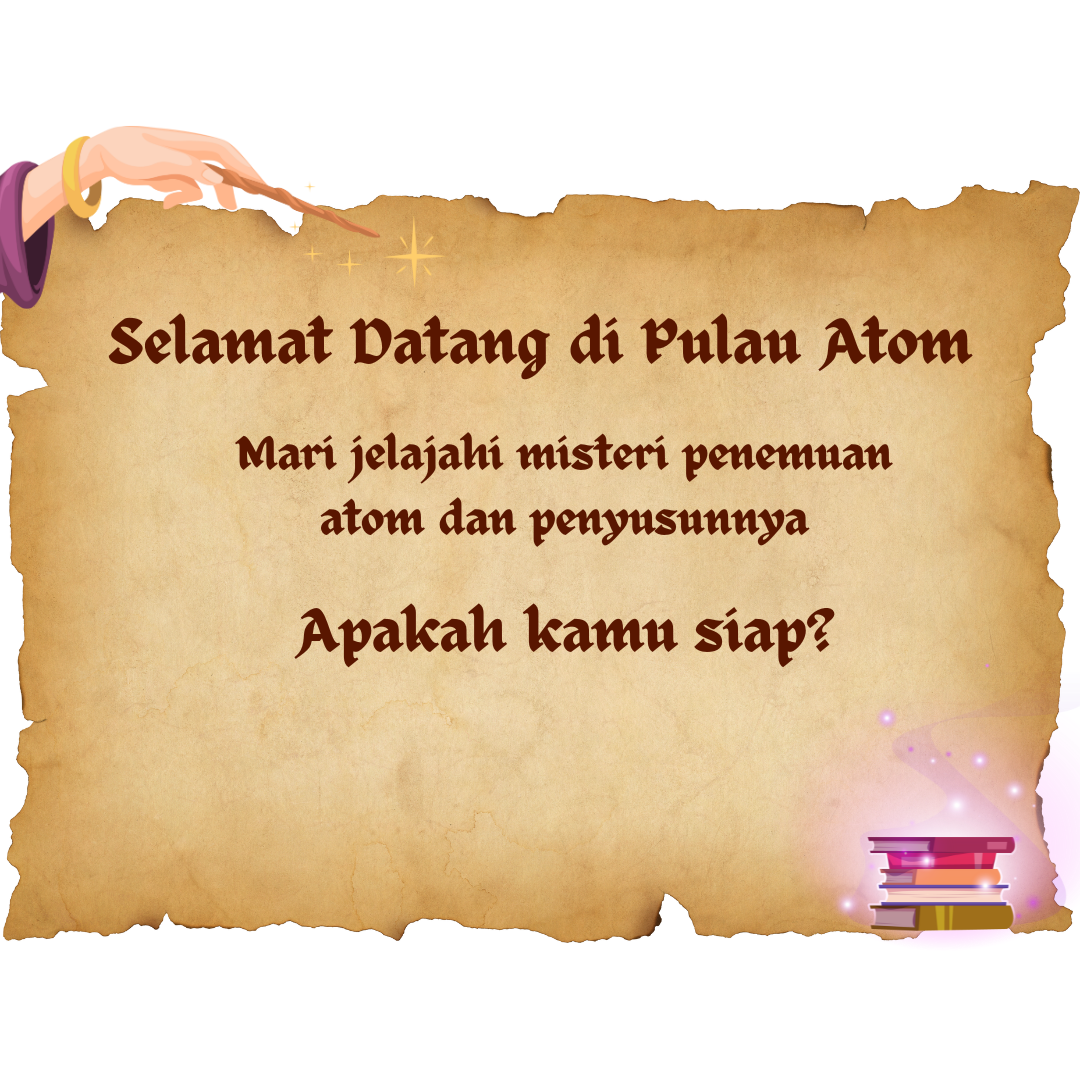 Selamat Datang di Pulau Atom
Mari jelajahi misteri penemuan
atom dan penyusunnya
Apakah kamu siap?